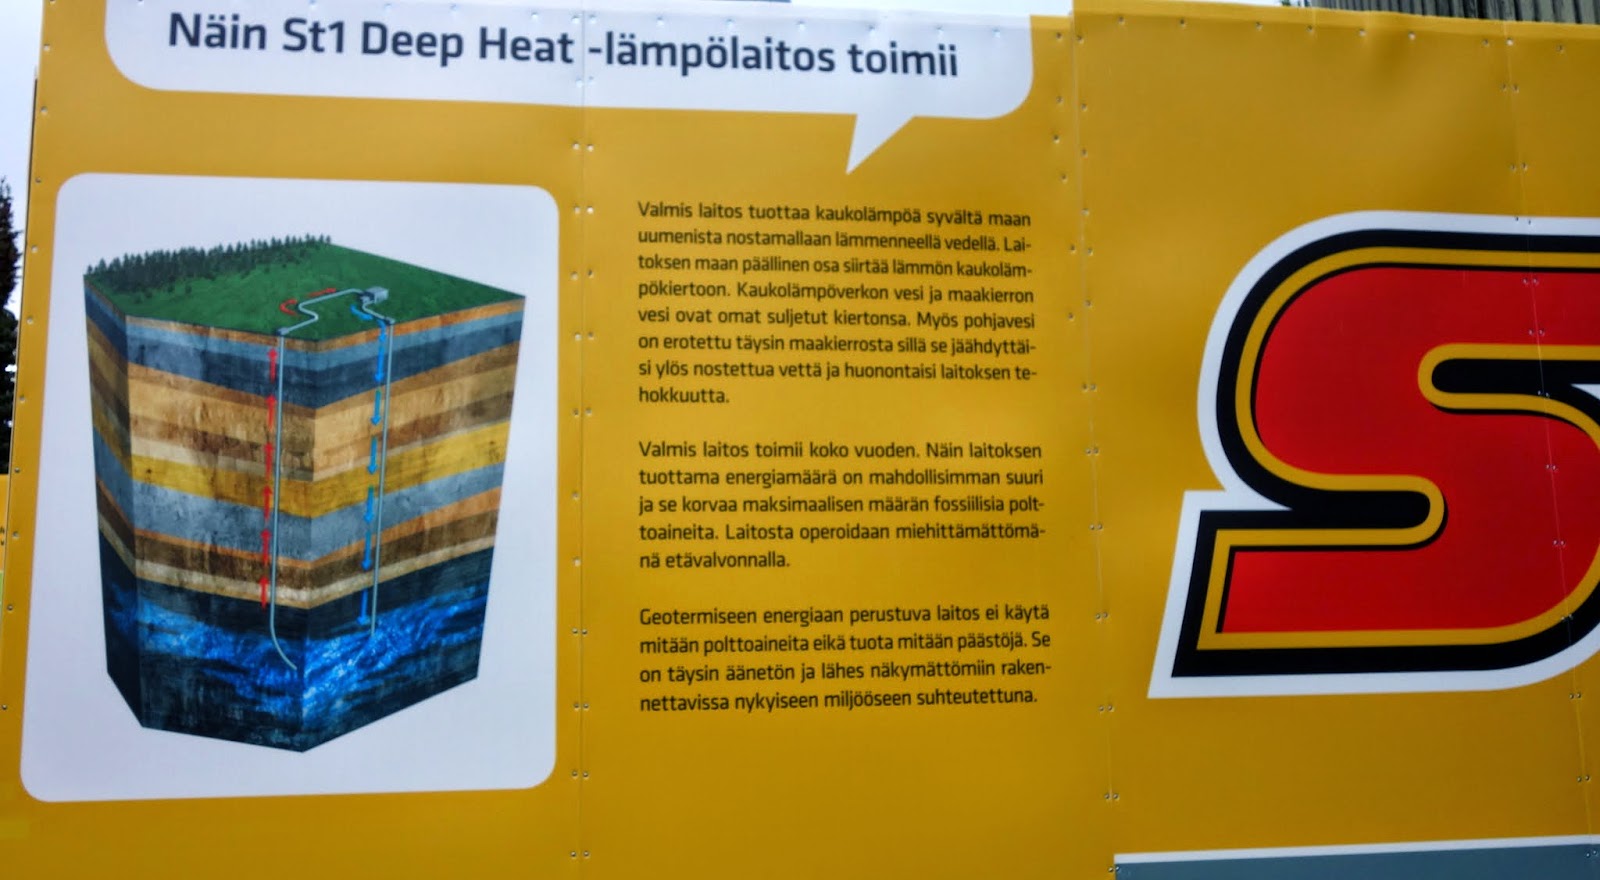 Näin St1 Deep Heat -lämpölaitos toimii
Valmis laitos tuottaa kaukolämpöä syvältä maan
uumenista nostamallaan lämmenneellä vedellä. Lai-
toksen maan päällinen osa siirtää lämmön kaukoläm-
pökiertoon. Kaukolämpöverkon vesi ja maakierron
vesi ovat omat suljetut kiertonsa. Myös pohjavesi
on erotettu täysin maakierrosta sillä se jäähdyttäi-
si ylös nostettua vettä ja huonontaisi laitoksen te-
hokkuutta.
Valmis laitos toimii koko vuoden. Näin laitoksen
tuottama energiamäärä on mahdollisimman suuri
ja se korvaa maksimaalisen määrän fossiilisia polt-
toaineita. Laitosta operoidaan miehittämättömä-
nä etävalvonnalla.
Geotermiseen energiaan perustuva laitos ei käytä
mitään polttoaineita eikä tuota mitään päästöjä. Se
on täysin äänetön ja lähes näkymättömiin raken-
nettavissa nykyiseen miljööseen suhteutettuna.
S